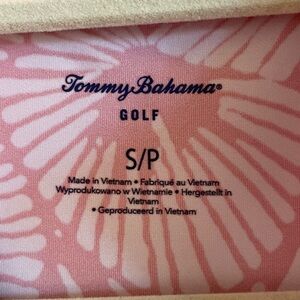 Tommy Bahama®
GOLF
S/P
Made in Vietnam • Fabriqué au Vietnam
Wyprodukowano w Wietnamie • Hergestellt in
Vietnam
• Geproduceerd in Vietnam